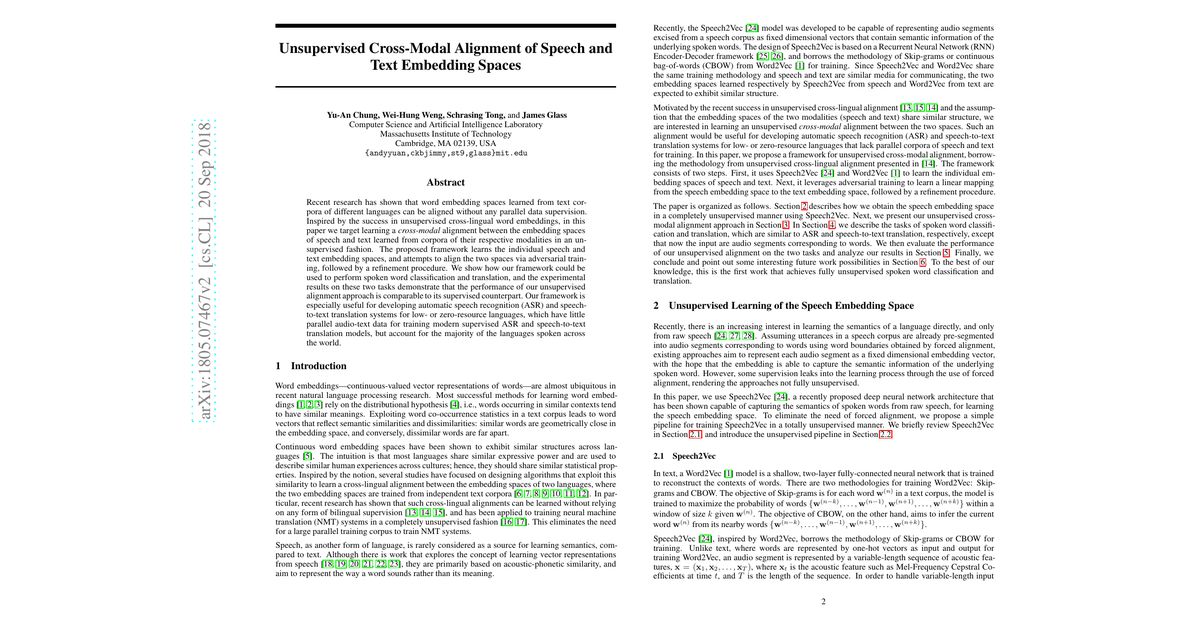 arXiv:1805.07467v2 [cs.CL] 20 Sep 2018
Unsupervised Cross-Modal Alignment of Speech and
Text Embedding Spaces
Yu-An Chung, Wei-Hung Weng, Schrasing Tong, and James Glass
Computer Science and Artificial Intelligence Laboratory
Massachusetts Institute of Technology
Cambridge, MA 02139, USA
{andyyuan,ckbjimmy,st9,glass}mit.edu
Abstract
Recent research has shown that word embedding spaces learned from text cor-
pora of different languages can be aligned without any parallel data supervision.
Inspired by the success in unsupervised cross-lingual word embeddings, in this
paper we target learning a cross-modal alignment between the embedding spaces
of speech and text learned from corpora of their respective modalities in an un-
supervised fashion. The proposed framework learns the individual speech and
text embedding spaces, and attempts to align the two spaces via adversarial train-
ing, followed by a refinement procedure. We show how our framework could be
used to perform spoken word classification and translation, and the experimental
results on these two tasks demonstrate that the performance of our unsupervised
alignment approach is comparable to its supervised counterpart. Our framework is
especially useful for developing automatic speech recognition (ASR) and speech-
to-text translation systems for low- or zero-resource languages, which have little
parallel audio-text data for training modern supervised ASR and speech-to-text
translation models, but account for the majority of the languages spoken across
the world.
1 Introduction
Word embeddings—continuous-valued vector representations of words—are almost ubiquitous in
recent natural language processing research. Most successful methods for learning word embed-
dings [1, 2, 3] rely on the distributional hypothesis [4], i.e., words occurring in similar contexts tend
to have similar meanings. Exploiting word co-occurrence statistics in a text corpus leads to word
vectors that reflect semantic similarities and dissimilarities: similar words are geometrically close in
the embedding space, and conversely, dissimilar words are far apart.
Continuous word embedding spaces have been shown to exhibit similar structures across lan-
guages [5]. The intuition is that most languages share similar expressive power and are used to
describe similar human experiences across cultures; hence, they should share similar statistical prop-
erties. Inspired by the notion, several studies have focused on designing algorithms that exploit this
similarity to learn a cross-lingual alignment between the embedding spaces of two languages, where
the two embedding spaces are trained from independent text corpora [6, 7, 8, 9, 10, 11, 12]. In par-
ticular, recent research has shown that such cross-lingual alignments can be learned without relying
on any form of bilingual supervision [13, 14, 15], and has been applied to training neural machine
translation (NMT) systems in a completely unsupervised fashion [16, 17]. This eliminates the need
for a large parallel training corpus to train NMT systems.
Speech, as another form of language, is rarely considered as a source for learning semantics, com-
pared to text. Although there is work that explores the concept of learning vector representations
from speech [18, 19, 20, 21, 22, 23], they are primarily based on acoustic-phonetic similarity, and
aim to represent the way a word sounds rather than its meaning.
Recently, the Speech2Vec [24] model was developed to be capable of representing audio segments
excised from a speech corpus as fixed dimensional vectors that contain semantic information of the
underlying spoken words. The design of Speech2Vec is based on a Recurrent Neural Network (RNN)
Encoder-Decoder framework [25, 26], and borrows the methodology of Skip-grams or continuous
bag-of-words (CBOW) from Word2Vec [1] for training. Since Speech2Vec and Word2Vec share
the same training methodology and speech and text are similar media for communicating, the two
embedding spaces learned respectively by Speech2Vec from speech and Word2Vec from text are
expected to exhibit similar structure.
Motivated by the recent success in unsupervised cross-lingual alignment [13, 15, 14] and the assump-
tion that the embedding spaces of the two modalities (speech and text) share similar structure, we
are interested in learning an unsupervised cross-modal alignment between the two spaces. Such an
alignment would be useful for developing automatic speech recognition (ASR) and speech-to-text
translation systems for low- or zero-resource languages that lack parallel corpora of speech and text
for training. In this paper, we propose a framework for unsupervised cross-modal alignment, borrow-
ing the methodology from unsupervised cross-lingual alignment presented in [14]. The framework
consists of two steps. First, it uses Speech2Vec [24] and Word2Vec [1] to learn the individual em-
bedding spaces of speech and text. Next, it leverages adversarial training to learn a linear mapping
from the speech embedding space to the text embedding space, followed by a refinement procedure.
The paper is organized as follows. Section 2 describes how we obtain the speech embedding space
in a completely unsupervised manner using Speech2Vec. Next, we present our unsupervised cross-
modal alignment approach in Section 3. In Section 4, we describe the tasks of spoken word classifi-
cation and translation, which are similar to ASR and speech-to-text translation, respectively, except
that now the input are audio segments corresponding to words. We then evaluate the performance
of our unsupervised alignment on the two tasks and analyze our results in Section 5. Finally, we
conclude and point out some interesting future work possibilities in Section 6. To the best of our
knowledge, this is the first work that achieves fully unsupervised spoken word classification and
translation.
2 Unsupervised Learning of the Speech Embedding Space
Recently, there is an increasing interest in learning the semantics of a language directly, and only
from raw speech [24, 27, 28]. Assuming utterances in a speech corpus are already pre-segmented
into audio segments corresponding to words using word boundaries obtained by forced alignment,
existing approaches aim to represent each audio segment as a fixed dimensional embedding vector,
with the hope that the embedding is able to capture the semantic information of the underlying
spoken word. However, some supervision leaks into the learning process through the use of forced
alignment, rendering the approaches not fully unsupervised.
In this paper, we use Speech2Vec [24], a recently proposed deep neural network architecture that
has been shown capable of capturing the semantics of spoken words from raw speech, for learning
the speech embedding space. To eliminate the need of forced alignment, we propose a simple
pipeline for training Speech2Vec in a totally unsupervised manner. We briefly review Speech2Vec
in Section 2.1, and introduce the unsupervised pipeline in Section 2.2.
2.1 Speech2Vec
In text, a Word2Vec [1] model is a shallow, two-layer fully-connected neural network that is trained
to reconstruct the contexts of words. There are two methodologies for training Word2Vec: Skip-
grams and CBOW. The objective of Skip-grams is for each word w^(n) in a text corpus, the model is
trained to maximize the probability of words {w^(n−k), . . . , w^(n−1), w^(n+1), . . . , w^(n+k)} within a
window of size k given w^(n). The objective of CBOW, on the other hand, aims to infer the current
word w^(n) from its nearby words {w^(n−k), . . . , w^(n−1), w^(n+1), . . . , w^(n+k)}.
Speech2Vec [24], inspired by Word2Vec, borrows the methodology of Skip-grams or CBOW for
training. Unlike text, where words are represented by one-hot vectors as input and output for
training Word2Vec, an audio segment is represented by a variable-length sequence of acoustic fea-
tures, x = (x₁, x₂, . . . , x_T), where x_t is the acoustic feature such as Mel-Frequency Cepstral Co-
efficients at time t, and T is the length of the sequence. In order to handle variable-length input
2